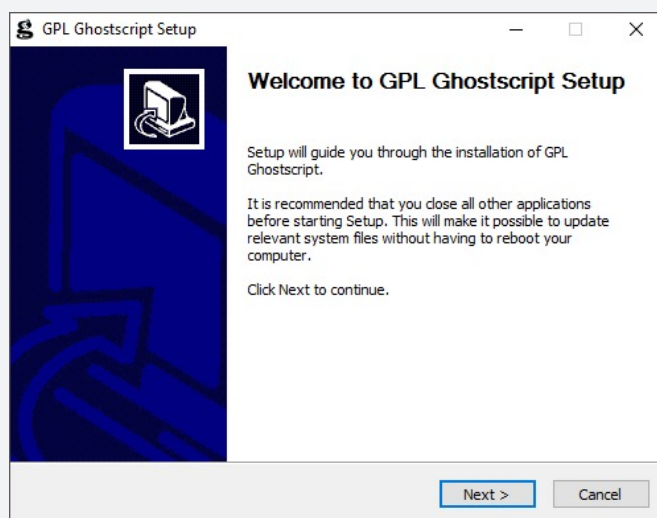 GPL Ghostscript Setup
Welcome to GPL Ghostscript Setup
Setup will guide you through the installation of GPL
Ghostscript.
It is recommended that you close all other applications
before starting Setup. This will make it possible to update
relevant system files without having to reboot your
computer.
Click Next to continue.
Next >
Cancel